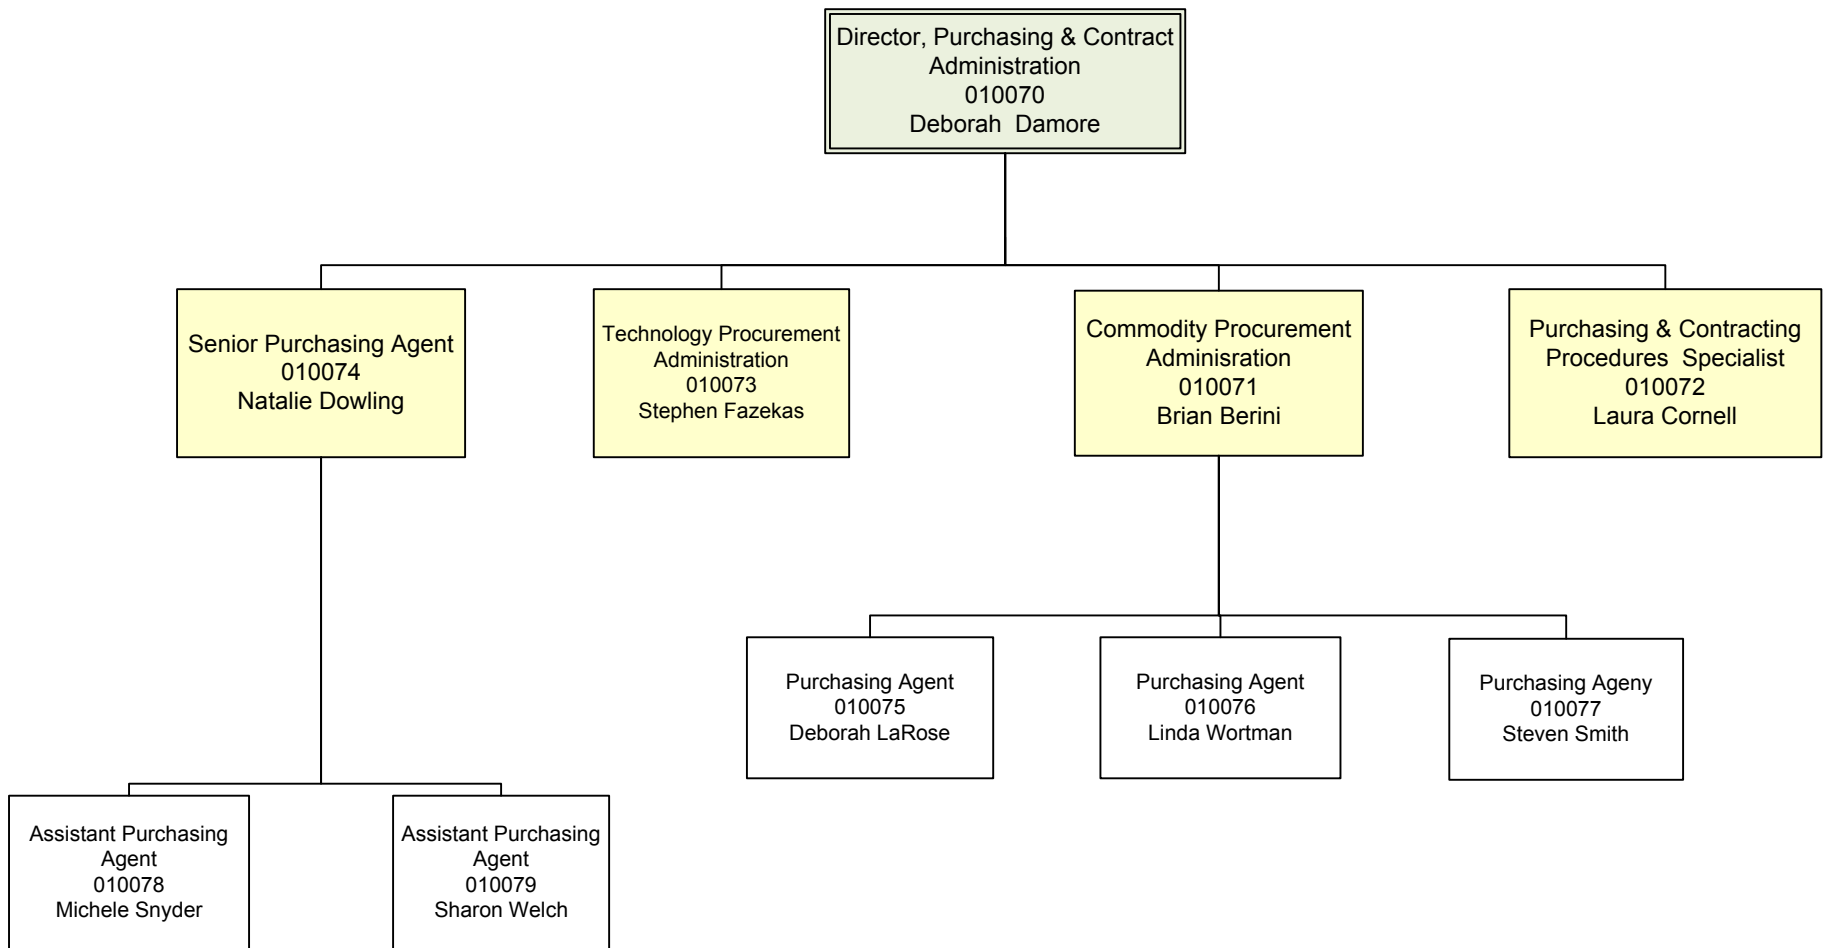 Director, Purchasing & Contract
Administration
010070
Deborah  Damore
Senior Purchasing Agent
010074
Natalie Dowling
Technology Procurement
Administration
010073
Stephen Fazekas
Commodity Procurement
Adminisration
010071
Brian Berini
Purchasing & Contracting
Procedures  Specialist
010072
Laura Cornell
Purchasing Agent
010075
Deborah LaRose
Purchasing Agent
010076
Linda Wortman
Purchasing Ageny
010077
Steven Smith
Assistant Purchasing
Agent
010078
Michele Snyder
Assistant Purchasing
Agent
010079
Sharon Welch